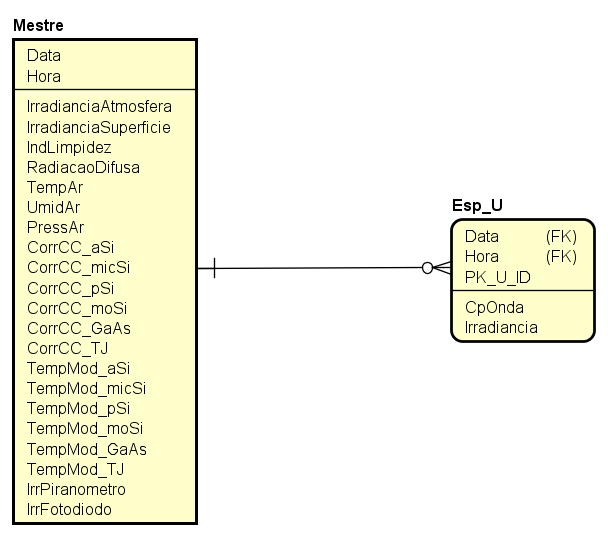 Mestre
Data
Hora
IrradianciaAtmosfera
IrradianciaSuperficie
IndLimpidez
RadiacaoDifusa
TempAr
UmidAr
PressAr
CorrCC_aSi
CorrCC_micSi
CorrCC_pSi
CorrCC_moSi
CorrCC_GaAs
CorrCC_TJ
TempMod_aSi
TempMod_micSi
TempMod_pSi
TempMod_moSi
TempMod_GaAs
TempMod_TJ
IrrPiranometro
IrrFotodiodo
Esp_U
Data (FK)
Hora (FK)
PK_U_ID
CpOnda
Irradiancia